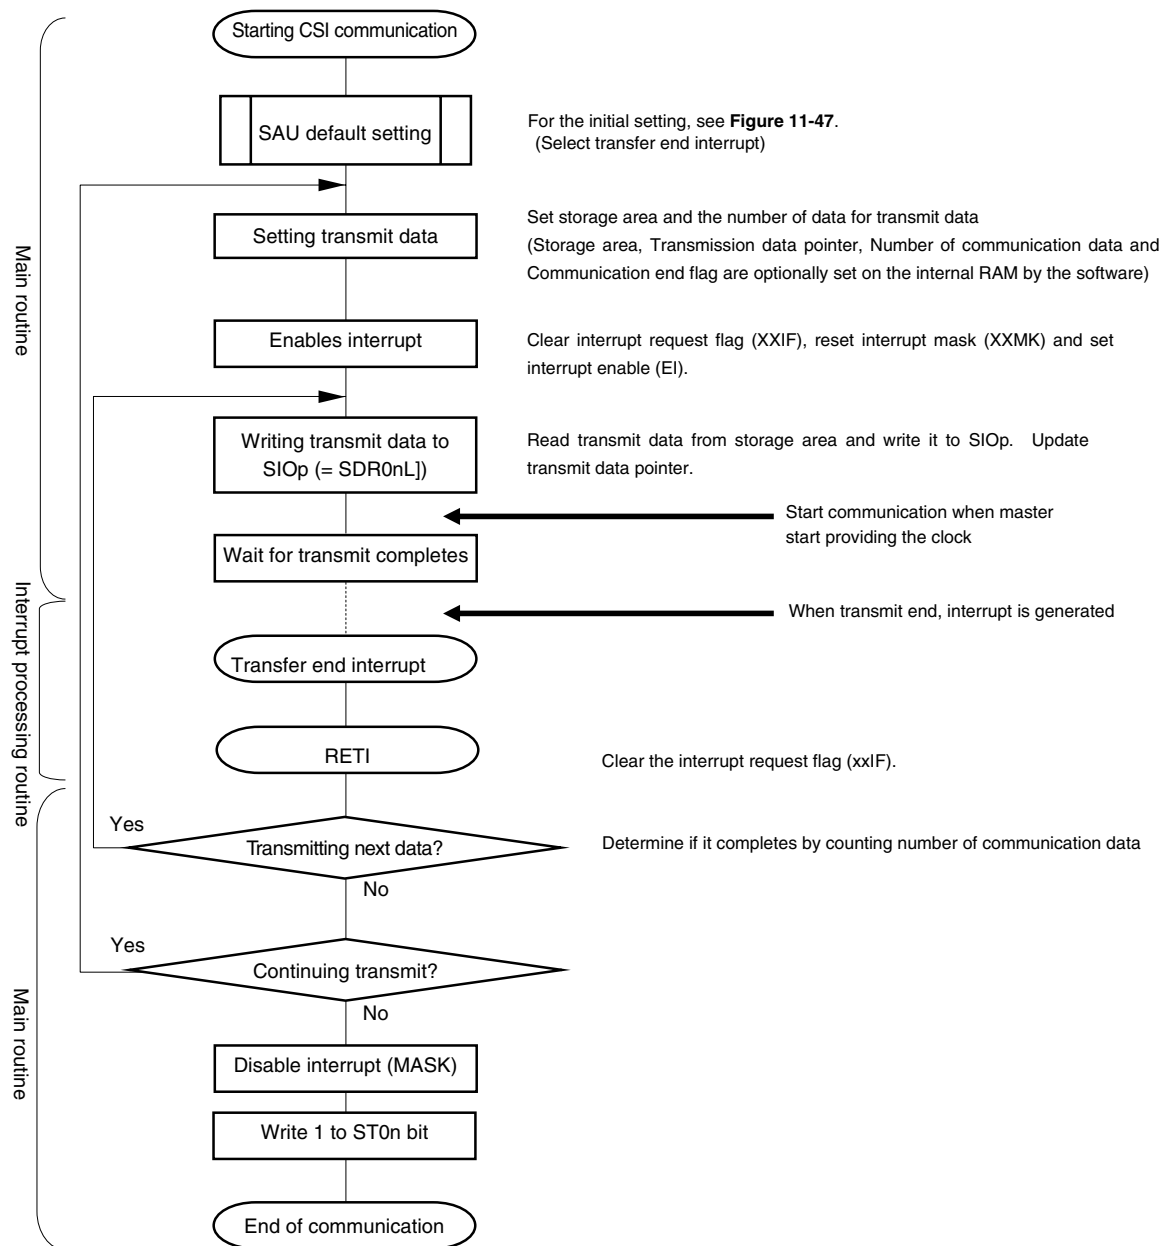 Starting CSI communication
SAU default setting
For the initial setting, see Figure 11-47.
(Select transfer end interrupt)
Setting transmit data
Set storage area and the number of data for transmit data
(Storage area, Transmission data pointer, Number of communication data and
Communication end flag are optionally set on the internal RAM by the software)
Main routine
Enables interrupt
Clear interrupt request flag (XXIF), reset interrupt mask (XXMK) and set
interrupt enable (EI).
Writing transmit data to
SIOp (= SDR0nL])
Read transmit data from storage area and write it to SIOp. Update
transmit data pointer.
Start communication when master
start providing the clock
Wait for transmit completes
When transmit end, interrupt is generated
Interrupt processing routine
Transfer end interrupt
RETI
Clear the interrupt request flag (xxIF).
Yes
Transmitting next data?
Determine if it completes by counting number of communication data
No
Yes
Continuing transmit?
No
Main routine
Disable interrupt (MASK)
Write 1 to ST0n bit
End of communication